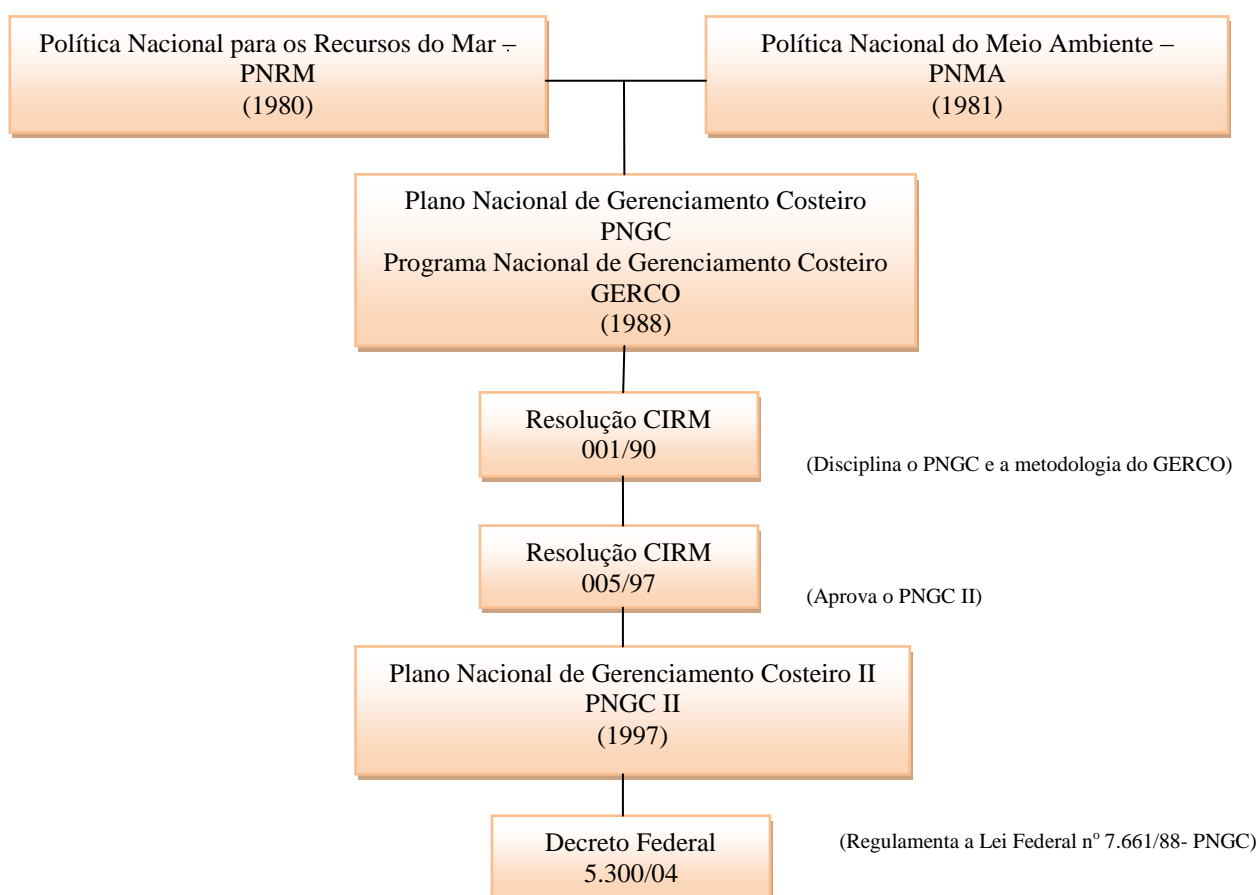 Política Nacional para os Recursos do Mar –
PNRM
(1980)
Política Nacional do Meio Ambiente –
PNMA
(1981)
Plano Nacional de Gerenciamento Costeiro
PNGC
Programa Nacional de Gerenciamento Costeiro
GERCO
(1988)
Resolução CIRM
001/90
(Disciplina o PNGC e a metodologia do GERCO)
Resolução CIRM
005/97
(Aprova o PNGC II)
Plano Nacional de Gerenciamento Costeiro II
PNGC II
(1997)
Decreto Federal
5.300/04
(Regulamenta a Lei Federal nº 7.661/88- PNGC)